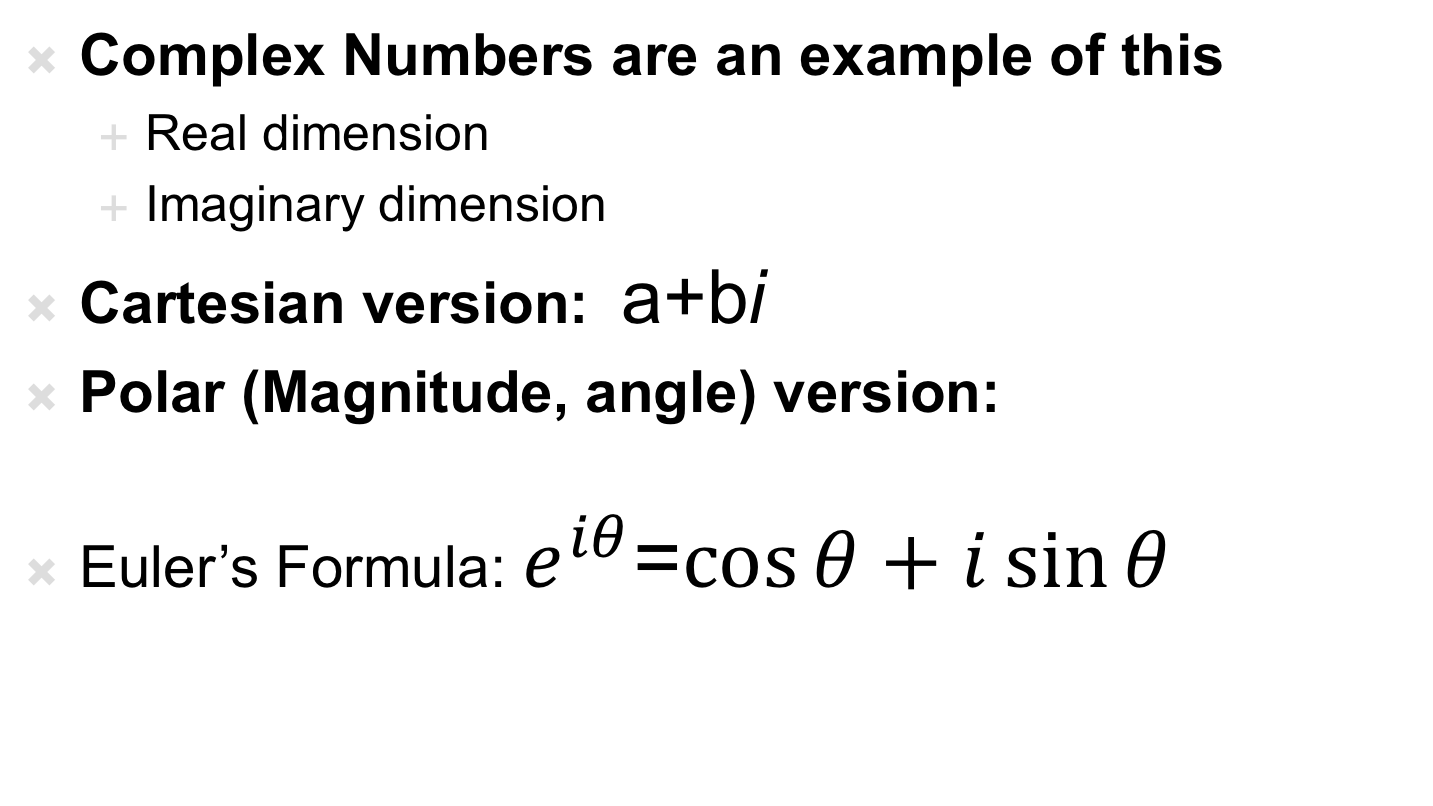 ✖ Complex Numbers are an example of this
+ Real dimension
+ Imaginary dimension
✖ Cartesian version: a+bi
✖ Polar (Magnitude, angle) version:
✖ Euler’s Formula: e^{iθ}=cos θ + i sin θ